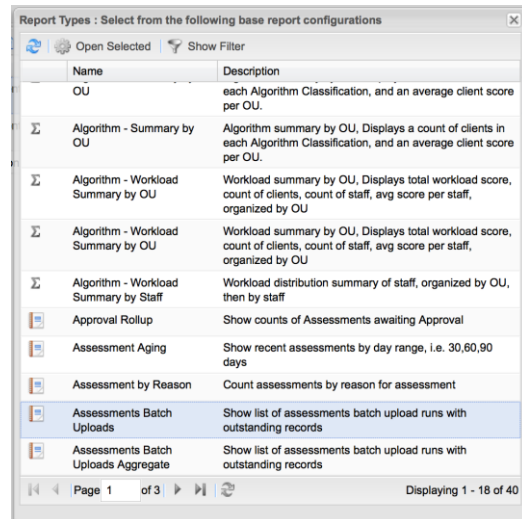 Report Types : Select from the following base report configurations
Open Selected Show Filter
Name Description
OU each Algorithm Classification, and an average client score
per OU.
Σ Algorithm - Summary by Algorithm summary by OU, Displays a count of clients in
OU each Algorithm Classification, and an average client score
per OU.
Σ Algorithm - Workload Workload summary by OU, Displays total workload score,
Summary by OU count of clients, count of staff, avg score per staff,
organized by OU
Σ Algorithm - Workload Workload summary by OU, Displays total workload score,
Summary by OU count of clients, count of staff, avg score per staff,
organized by OU
Σ Algorithm - Workload Workload distribution summary of staff, organized by OU,
Summary by Staff then by staff
Approval Rollup Show counts of Assessments awaiting Approval
Assessment Aging Show recent assessments by day range, i.e. 30,60,90
days
Assessment by Reason Count assessments by reason for assessment
Assessments Batch Show list of assessments batch upload runs with
Uploads outstanding records
Assessments Batch Show list of assessments batch upload runs with
Uploads Aggregate outstanding records
Page 1 of 3 Displaying 1 - 18 of 40